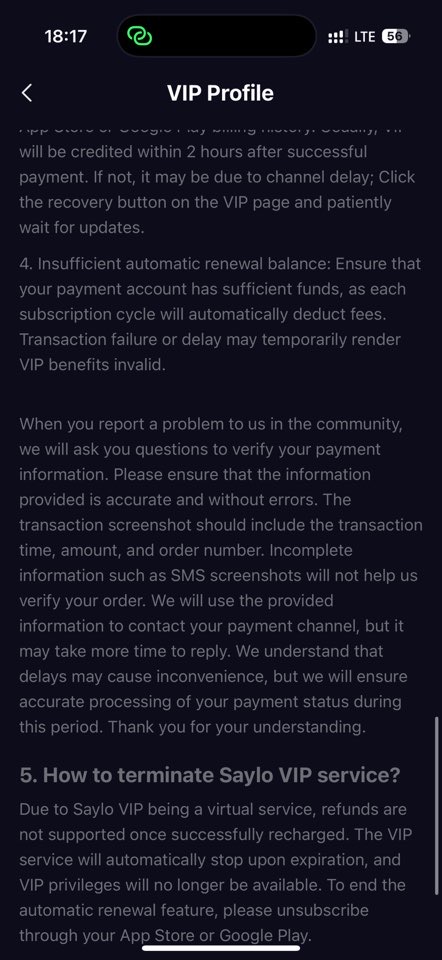 18:17
LTE 56
VIP Profile
App Store or Google Play billing history. Usually, VIP
will be credited within 2 hours after successful
payment. If not, it may be due to channel delay; Click
the recovery button on the VIP page and patiently
wait for updates.
4. Insufficient automatic renewal balance: Ensure that
your payment account has sufficient funds, as each
subscription cycle will automatically deduct fees.
Transaction failure or delay may temporarily render
VIP benefits invalid.
When you report a problem to us in the community,
we will ask you questions to verify your payment
information. Please ensure that the information
provided is accurate and without errors. The
transaction screenshot should include the transaction
time, amount, and order number. Incomplete
information such as SMS screenshots will not help us
verify your order. We will use the provided
information to contact your payment channel, but it
may take more time to reply. We understand that
delays may cause inconvenience, but we will ensure
accurate processing of your payment status during
this period. Thank you for your understanding.
5. How to terminate Saylo VIP service?
Due to Saylo VIP being a virtual service, refunds are
not supported once successfully recharged. The VIP
service will automatically stop upon expiration, and
VIP privileges will no longer be available. To end the
automatic renewal feature, please unsubscribe
through your App Store or Google Play.